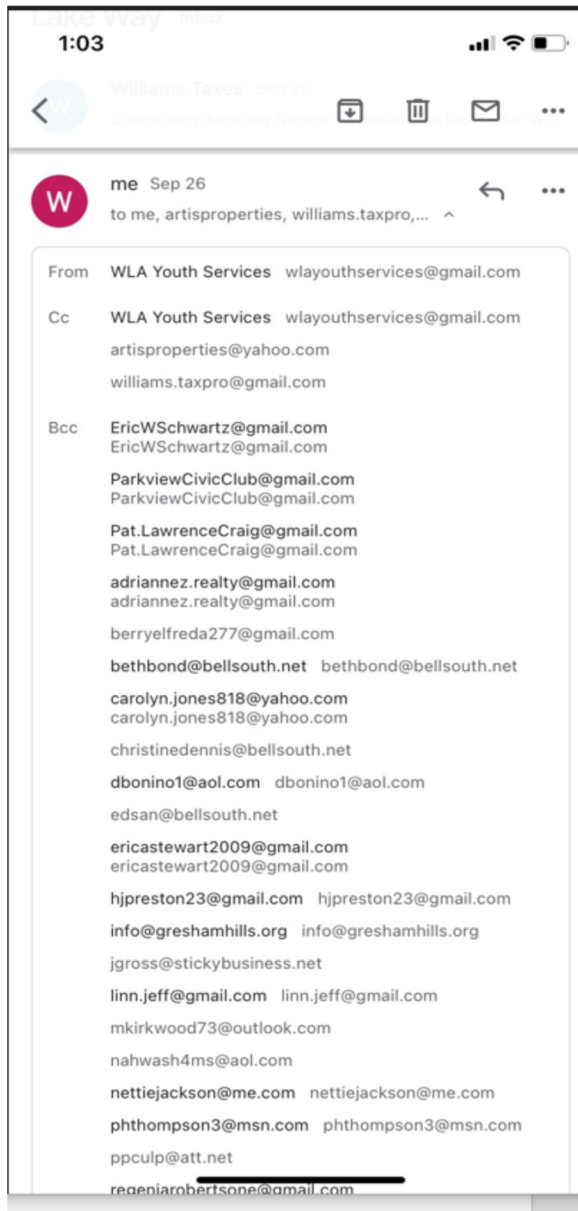 Lake Way Inbox
1:03
Williams Taxes Sep 26
W
me Sep 26
to me, artisproperties, williams.taxpro,...
From WLA Youth Services wlayouthservices@gmail.com
Cc WLA Youth Services wlayouthservices@gmail.com
artisproperties@yahoo.com
williams.taxpro@gmail.com
Bcc EricWSchwartz@gmail.com
EricWSchwartz@gmail.com
ParkviewCivicClub@gmail.com
ParkviewCivicClub@gmail.com
Pat.LawrenceCraig@gmail.com
Pat.LawrenceCraig@gmail.com
adriannez.realty@gmail.com
adriannez.realty@gmail.com
berryelfreda277@gmail.com
bethbond@bellsouth.net bethbond@bellsouth.net
carolyn.jones818@yahoo.com
carolyn.jones818@yahoo.com
christinedennis@bellsouth.net
dbonino1@aol.com dbonino1@aol.com
edsan@bellsouth.net
ericastewart2009@gmail.com
ericastewart2009@gmail.com
hjpreston23@gmail.com hjpreston23@gmail.com
info@greshamhills.org info@greshamhills.org
jgross@stickybusiness.net
linn.jeff@gmail.com linn.jeff@gmail.com
mkirkwood73@outlook.com
nahwash4ms@aol.com
nettiejackson@me.com nettiejackson@me.com
phthompson3@msn.com phthompson3@msn.com
ppculp@att.net
regeniarobertsone@gmail.com